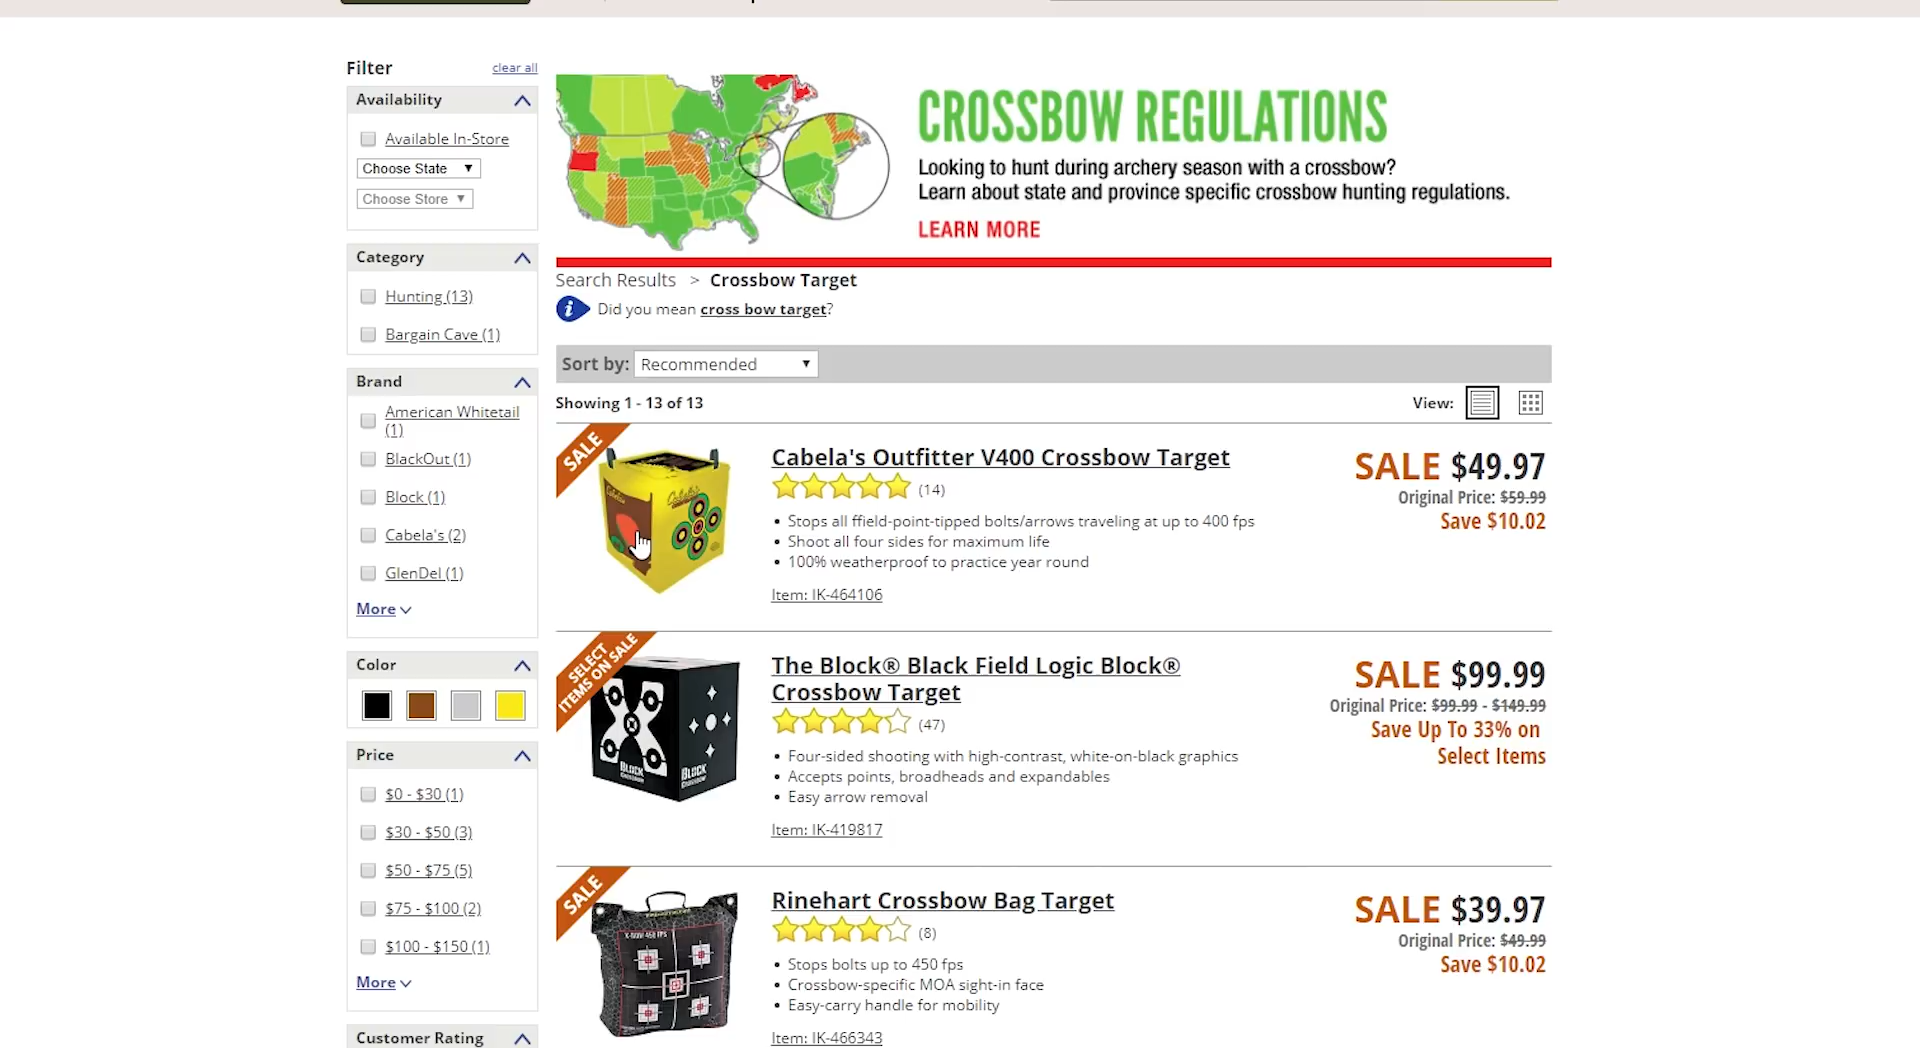 Filter
clear all
Availability
Available In-Store
Choose State
Choose Store
Category
Hunting (13)
Bargain Cave (1)
Brand
American Whitetail
(1)
BlackOut (1)
Block (1)
Cabela's (2)
GlenDel (1)
More
Color
Price
$0 - $30 (1)
$30 - $50 (3)
$50 - $75 (5)
$75 - $100 (2)
$100 - $150 (1)
More
Customer Rating
CROSSBOW REGULATIONS
Looking to hunt during archery season with a crossbow?
Learn about state and province specific crossbow hunting regulations.
LEARN MORE
Search Results > Crossbow Target
i Did you mean cross bow target?
Sort by: Recommended
Showing 1 - 13 of 13
View:
SALE
Cabela's
Cabela's Outfitter V400 Crossbow Target
(14)
• Stops all ffield-point-tipped bolts/arrows traveling at up to 400 fps
• Shoot all four sides for maximum life
• 100% weatherproof to practice year round
Item: IK-464106
SALE $49.97
Original Price: $59.99
Save $10.02
SELECT
ITEMS ON SALE
BLOCK
CROSSBOW
BLOCK
CROSSBOW
The Block® Black Field Logic Block®
Crossbow Target
(47)
• Four-sided shooting with high-contrast, white-on-black graphics
• Accepts points, broadheads and expandables
• Easy arrow removal
Item: IK-419817
SALE $99.99
Original Price: $99.99 - $149.99
Save Up To 33% on
Select Items
SALE
X-BOW 450 FPS
Rinehart Crossbow Bag Target
(8)
• Stops bolts up to 450 fps
• Crossbow-specific MOA sight-in face
• Easy-carry handle for mobility
Item: IK-466343
SALE $39.97
Original Price: $49.99
Save $10.02